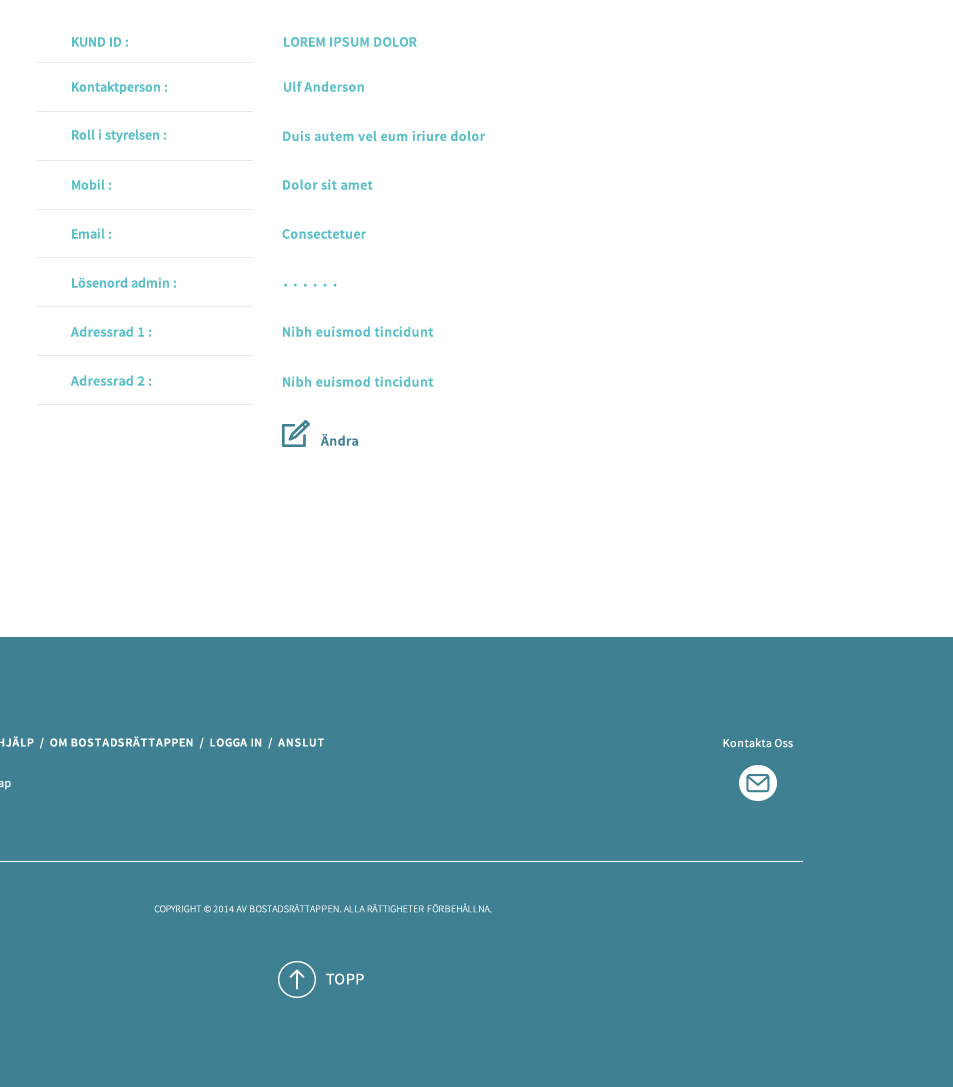 KUND ID : LOREM IPSUM DOLOR
Kontaktperson : Ulf Anderson
Roll i styrelsen : Duis autem vel eum iriure dolor
Mobil : Dolor sit amet
Email : Consectetuer
Lösenord admin : . . . . . .
Adressrad 1 : Nibh euismod tincidunt
Adressrad 2 : Nibh euismod tincidunt
Ändra
HJÄLP / OM BOSTADSRÄTTAPPEN / LOGGA IN / ANSLUT
Kontakta Oss
ap
COPYRIGHT © 2014 AV BOSTADSRÄTTAPPEN. ALLA RÄTTIGHETER FÖRBEHÅLLNA.
TOPP